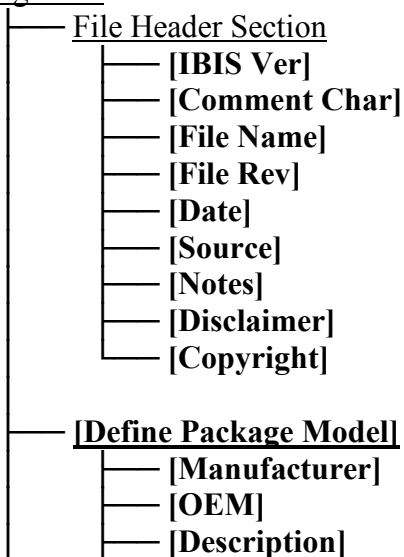 File Header Section
[IBIS Ver]
[Comment Char]
[File Name]
[File Rev]
[Date]
[Source]
[Notes]
[Disclaimer]
[Copyright]
[Define Package Model]
[Manufacturer]
[OEM]
[Description]